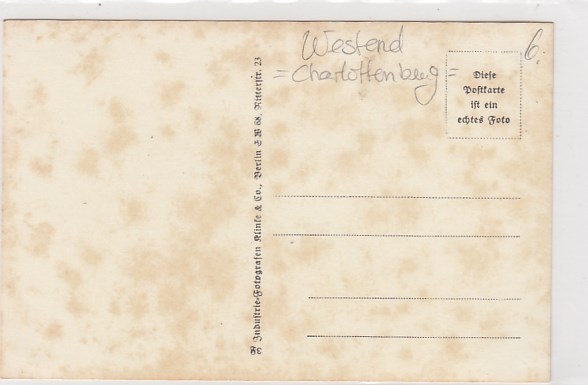 Westend
= Charlottenburg =
6.-
Diese
Postkarte
ist ein
echtes Foto
Industrie-Fotografen Klinke & Co., Berlin SW 68, Ritterstr. 23